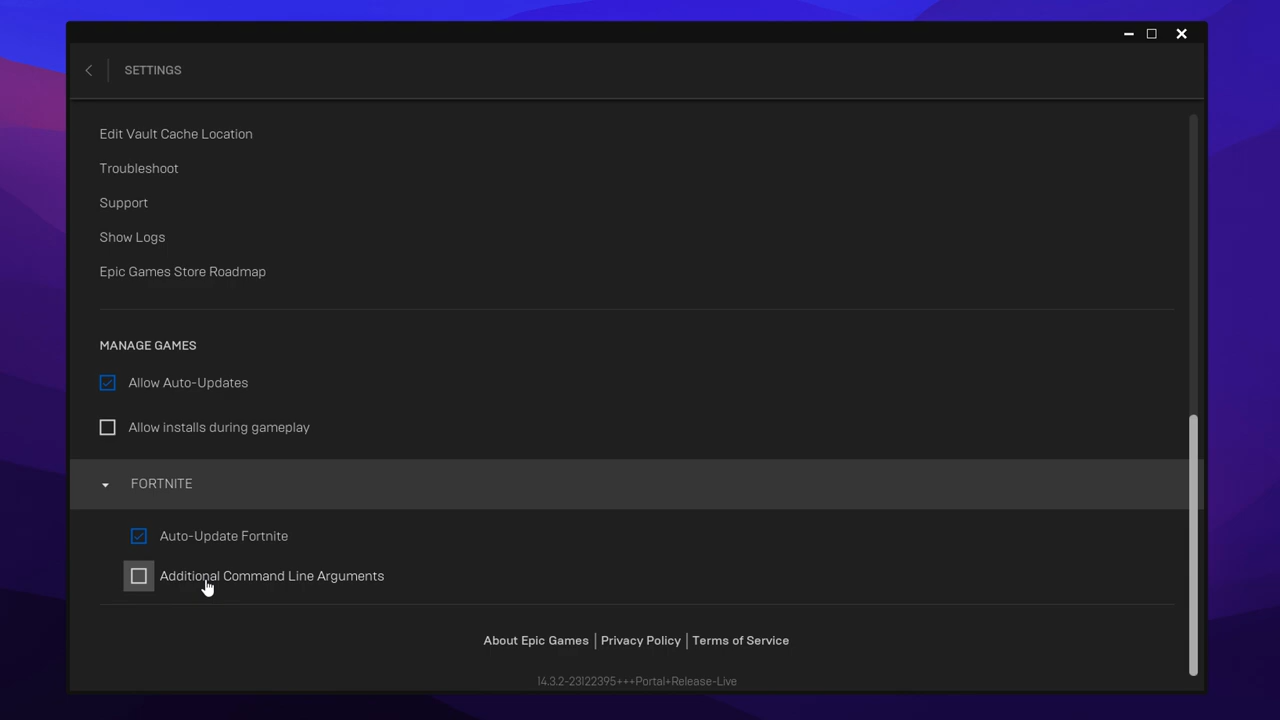 SETTINGS
Edit Vault Cache Location
Troubleshoot
Support
Show Logs
Epic Games Store Roadmap
MANAGE GAMES
Allow Auto-Updates
Allow installs during gameplay
FORTNITE
Auto-Update Fortnite
Additional Command Line Arguments
About Epic Games | Privacy Policy | Terms of Service
14.3.2-23122395+++Portal+Release-Live